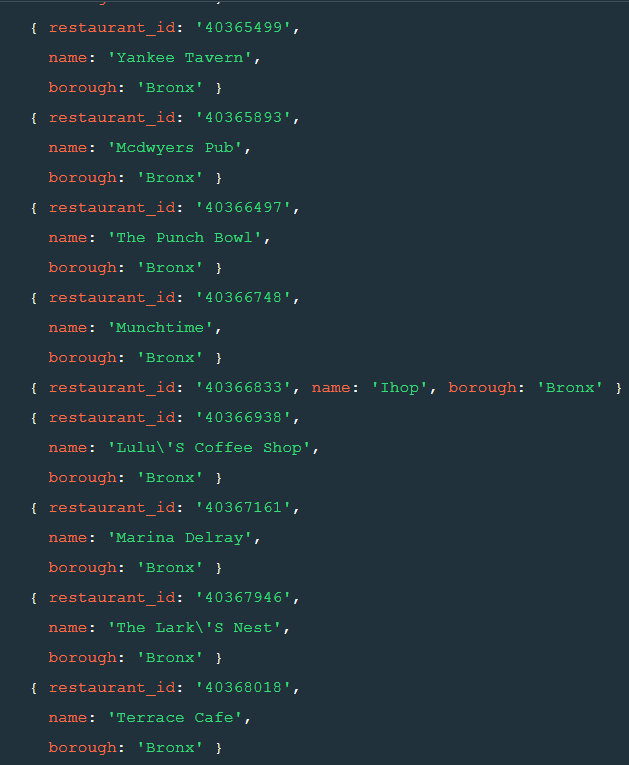 { restaurant_id: '40365499',
name: 'Yankee Tavern',
borough: 'Bronx' }
{ restaurant_id: '40365893',
name: 'Mcdwyers Pub',
borough: 'Bronx' }
{ restaurant_id: '40366497',
name: 'The Punch Bowl',
borough: 'Bronx' }
{ restaurant_id: '40366748',
name: 'Munchtime',
borough: 'Bronx' }
{ restaurant_id: '40366833', name: 'Ihop', borough: 'Bronx' }
{ restaurant_id: '40366938',
name: 'Lulu\'S Coffee Shop',
borough: 'Bronx' }
{ restaurant_id: '40367161',
name: 'Marina Delray',
borough: 'Bronx' }
{ restaurant_id: '40367946',
name: 'The Lark\'S Nest',
borough: 'Bronx' }
{ restaurant_id: '40368018',
name: 'Terrace Cafe',
borough: 'Bronx' }